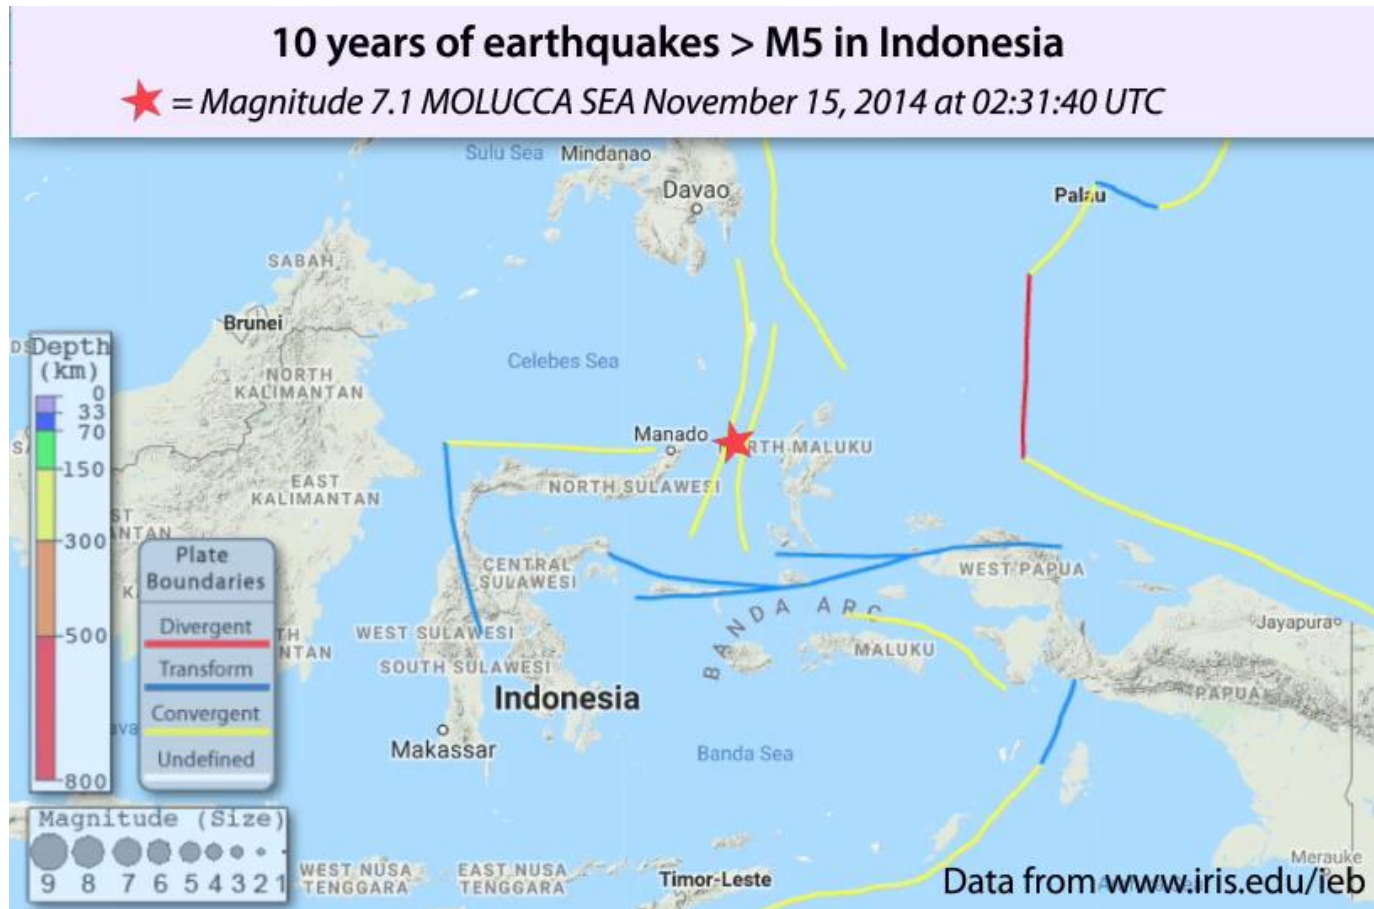 10 years of earthquakes > M5 in Indonesia
= Magnitude 7.1 MOLUCCA SEA November 15, 2014 at 02:31:40 UTC
Sulu Sea
Mindanao
Davao
Palau
SABAH
Brunei
Celebes Sea
NORTH
KALIMANTAN
Manado
NORTH SULAWESI
EAST
KALIMANTAN
CENTRAL
SULAWESI
WEST PAPUA
BANDA ARC
WEST SULAWESI
SOUTH SULAWESI
MALUKU
Jayapura
PAPUA
Indonesia
Makassar
Banda Sea
Merauke
WEST NUSA
TENGGARA
EAST NUSA
TENGGARA
Timor-Leste
Depth
(km)
0
33
70
150
300
500
800
Plate
Boundaries
Divergent
Transform
Convergent
Undefined
Magnitude (Size)
9 8 7 6 5 4 3 2 1
Data from www.iris.edu/ieb